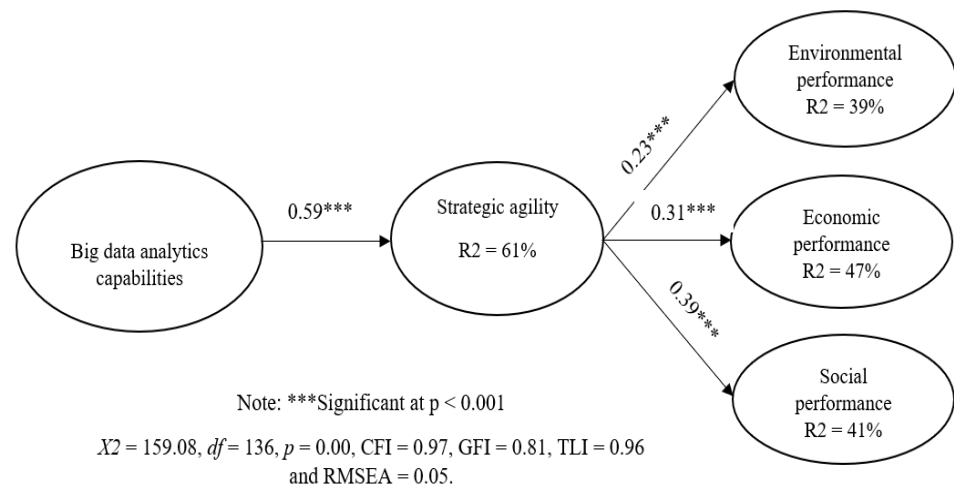 Big data analytics
capabilities
0.59***
Strategic agility
R2 = 61%
0.23***
0.31***
0.39***
Environmental
performance
R2 = 39%
Economic
performance
R2 = 47%
Social
performance
R2 = 41%
Note: ***Significant at p < 0.001
X2 = 159.08, df = 136, p = 0.00, CFI = 0.97, GFI = 0.81, TLI = 0.96
and RMSEA = 0.05.